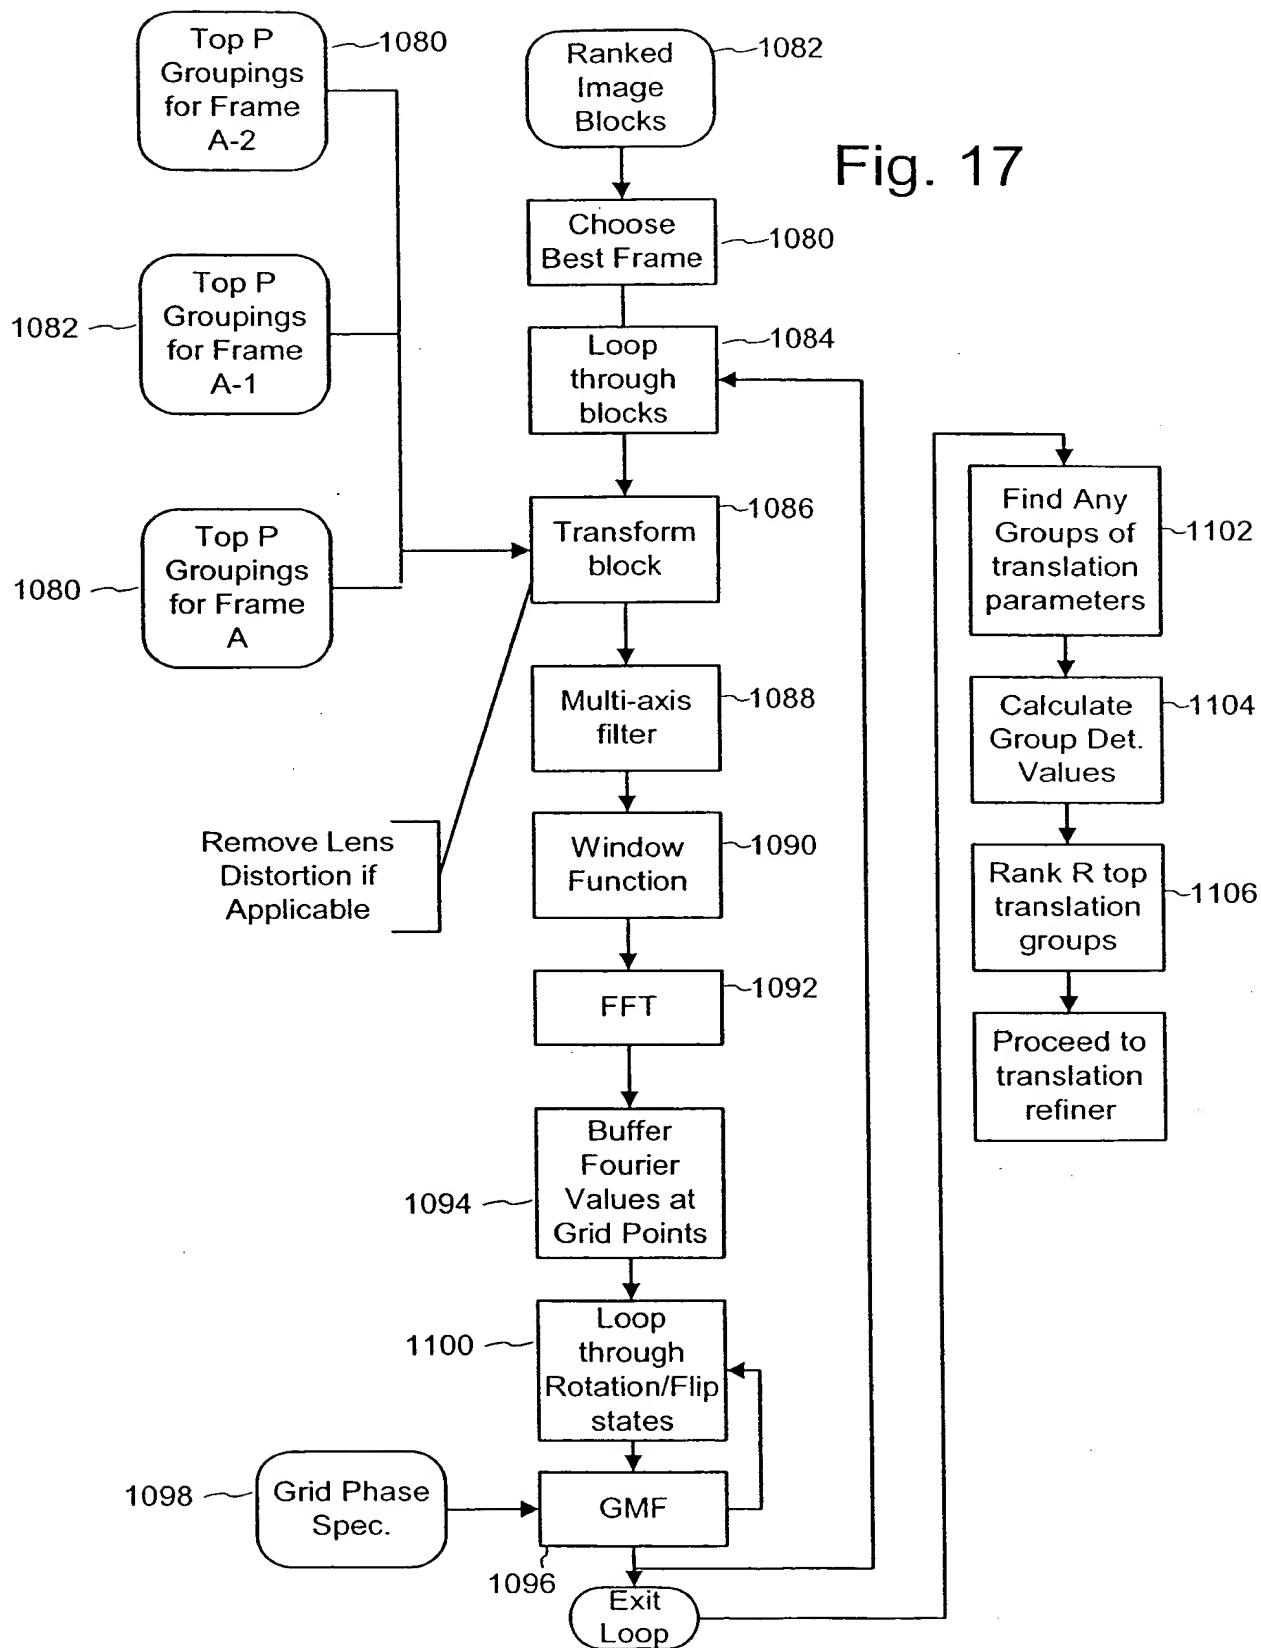 Top P
Groupings
for Frame
A-2
1080
Ranked
Image
Blocks
1082
Fig. 17
Choose
Best Frame
1080
Top P
Groupings
for Frame
A-1
1082
Loop
through
blocks
1084
Top P
Groupings
for Frame
A
1080
Transform
block
1086
Remove Lens
Distortion if
Applicable
Multi-axis
filter
1088
Window
Function
1090
FFT
1092
Buffer
Fourier
Values at
Grid Points
1094
Loop
through
Rotation/Flip
states
1100
Grid Phase
Spec.
1098
GMF
1096
Exit
Loop
Find Any
Groups of
translation
parameters
1102
Calculate
Group Det.
Values
1104
Rank R top
translation
groups
1106
Proceed to
translation
refiner